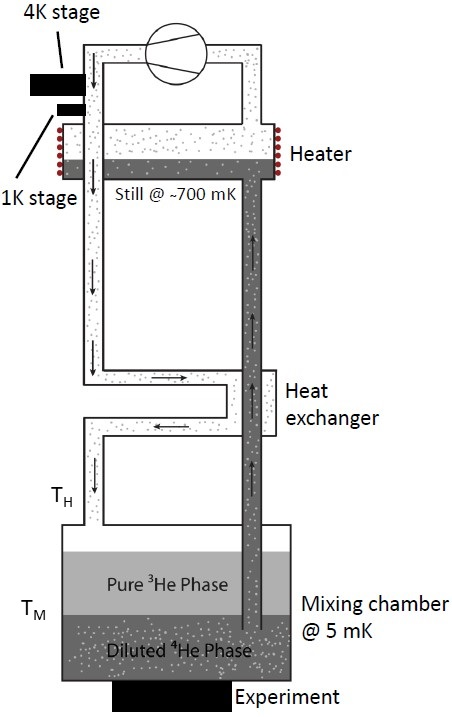 4K stage
Heater
1K stage
Still @ ~700 mK
Heat
exchanger
T_H
Pure ³He Phase
T_M
Mixing chamber
@ 5 mK
Diluted ⁴He Phase
Experiment